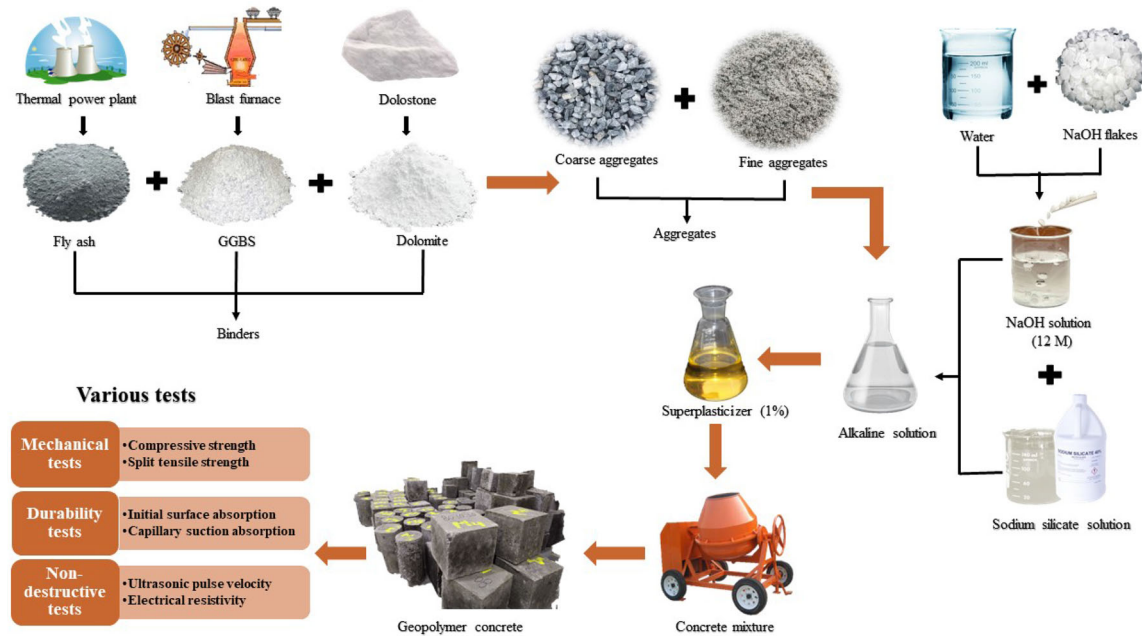 Thermal power plant
Blast furnace
Dolostone
Fly ash
GGBS
Dolomite
Binders
Coarse aggregates
Fine aggregates
Aggregates
Water
NaOH flakes
NaOH solution
(12 M)
Sodium silicate solution
Alkaline solution
Superplasticizer (1%)
Concrete mixture
Geopolymer concrete
Various tests
Mechanical
tests
•Compressive strength
•Split tensile strength
Durability
tests
•Initial surface absorption
•Capillary suction absorption
Non-
destructive
tests
•Ultrasonic pulse velocity
•Electrical resistivity